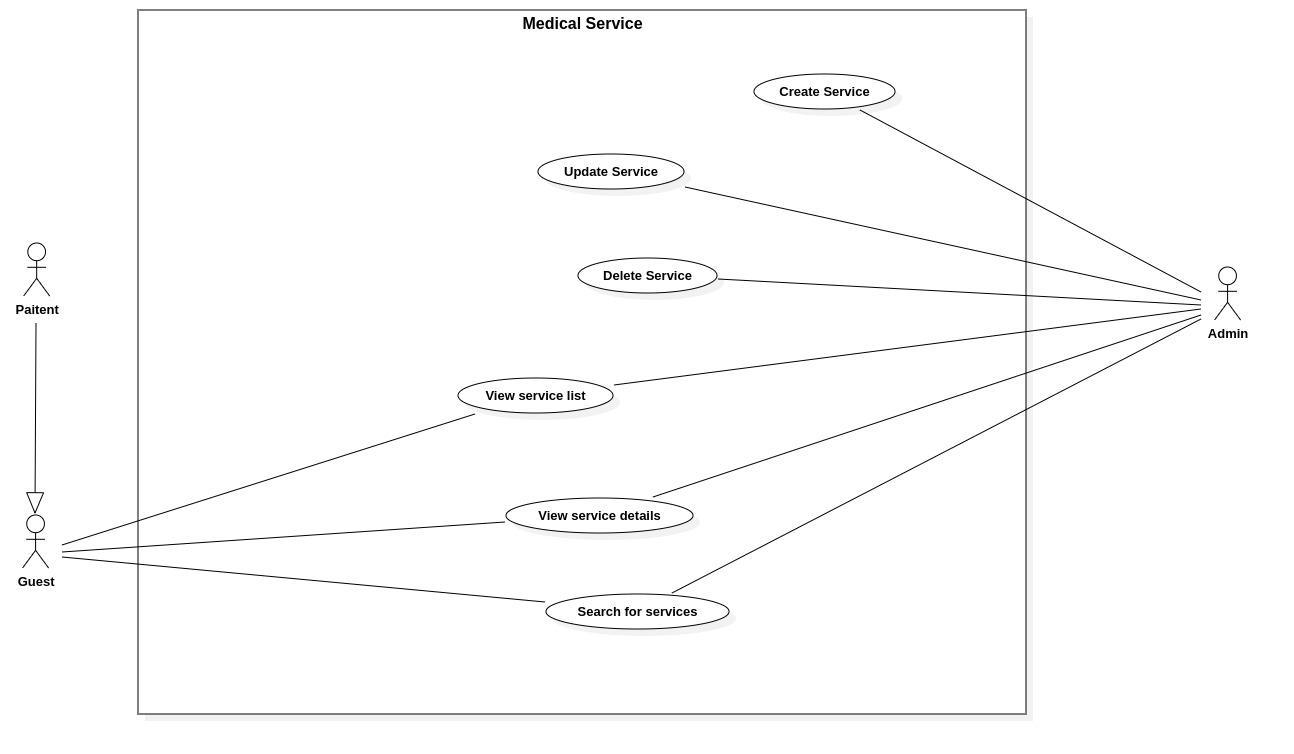 Medical Service
Create Service
Update Service
Delete Service
Paitent
Admin
View service list
View service details
Guest
Search for services